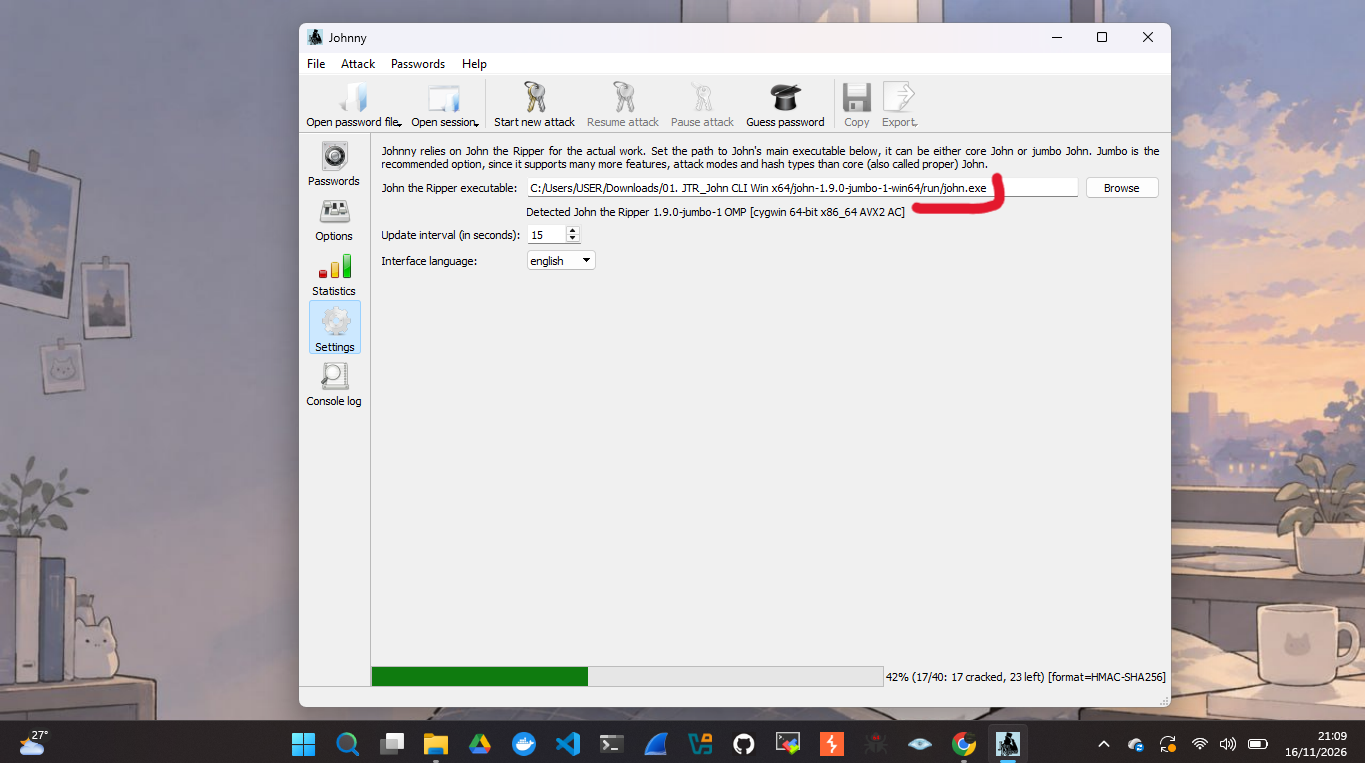 Johnny
File Attack Passwords Help
Open password file Open session Start new attack Resume attack Pause attack Guess password Copy Export
Passwords
Options
Statistics
Settings
Console log
Johnny relies on John the Ripper for the actual work. Set the path to John's main executable below, it can be either core John or jumbo John. Jumbo is the
recommended option, since it supports many more features, attack modes and hash types than core (also called proper) John.
John the Ripper executable: C:/Users/USER/Downloads/01. JTR_John CLI Win x64/john-1.9.0-jumbo-1-win64/run/john.exe Browse
Detected John the Ripper 1.9.0-jumbo-1 OMP [cygwin 64-bit x86_64 AVX2 AC]
Update interval (in seconds): 15
Interface language: english
42% (17/40: 17 cracked, 23 left) [format=HMAC-SHA256]
27°
21:09
16/11/2026